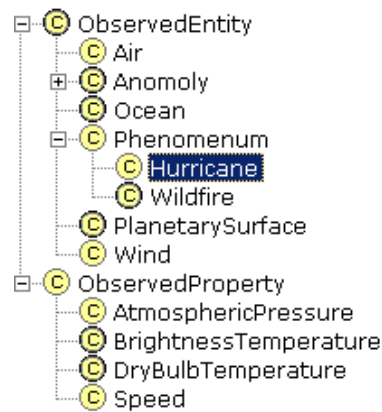 C ObservedEntity
C Air
C Anomoly
C Ocean
C Phenomenum
C Hurricane
C Wildfire
C PlanetarySurface
C Wind
C ObservedProperty
C AtmosphericPressure
C BrightnessTemperature
C DryBulbTemperature
C Speed